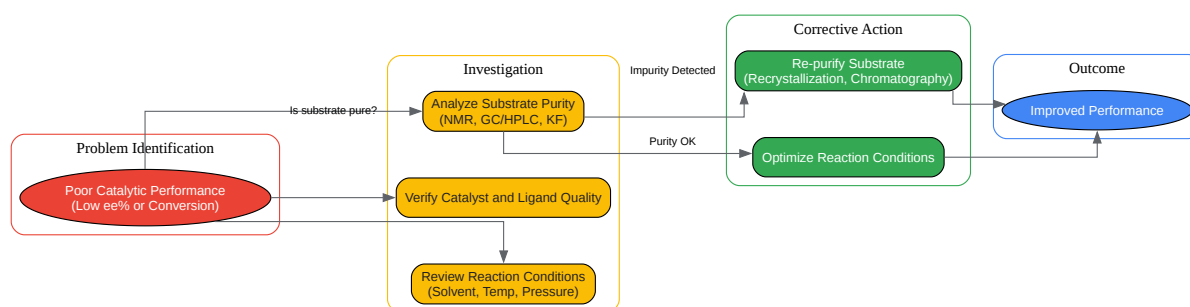 Problem Identification
Poor Catalytic Performance
(Low ee% or Conversion)
Is substrate pure?
Investigation
Analyze Substrate Purity
(NMR, GC/HPLC, KF)
Verify Catalyst and Ligand Quality
Review Reaction Conditions
(Solvent, Temp, Pressure)
Impurity Detected
Purity OK
Corrective Action
Re-purify Substrate
(Recrystallization, Chromatography)
Optimize Reaction Conditions
Outcome
Improved Performance